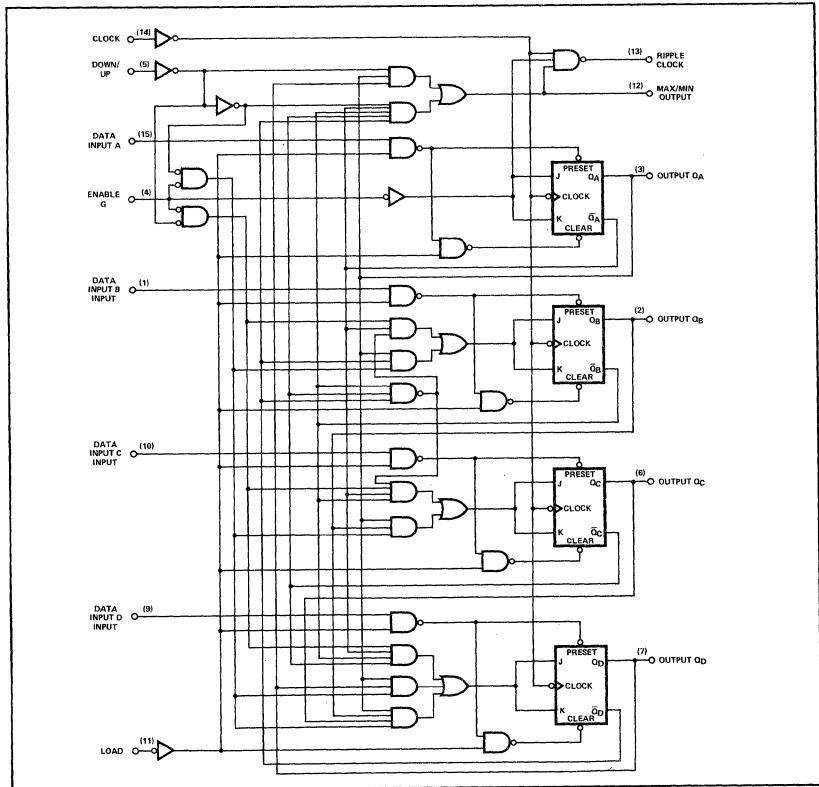 CLOCK (14)
DOWN/
UP (5)
(13) RIPPLE
CLOCK
(12) MAX/MIN
OUTPUT
DATA
INPUT A (15)
ENABLE
G (4)
PRESET
J QA
CLOCK
K Q̅A
CLEAR
(3) OUTPUT QA
DATA
INPUT B
INPUT (1)
PRESET
J QB
CLOCK
K Q̅B
CLEAR
(2) OUTPUT QB
DATA
INPUT C
INPUT (10)
PRESET
J QC
CLOCK
K Q̅C
CLEAR
(6) OUTPUT QC
DATA
INPUT D
INPUT (9)
PRESET
J QD
CLOCK
K Q̅D
CLEAR
(7) OUTPUT QD
LOAD (11)